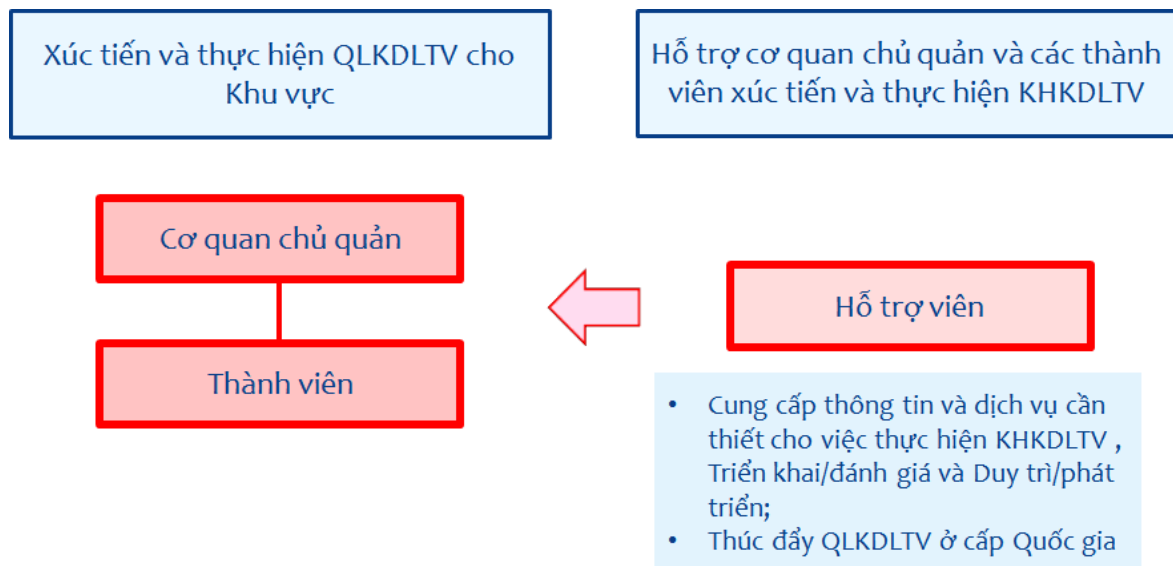 Xúc tiến và thực hiện QLKDLTV cho
Khu vực
Hỗ trợ cơ quan chủ quản và các thành
viên xúc tiến và thực hiện KHKDLTV
Cơ quan chủ quản
Thành viên
Hỗ trợ viên
• Cung cấp thông tin và dịch vụ cần
thiết cho việc thực hiện KHKDLTV ,
Triển khai/đánh giá và Duy trì/phát
triển;
• Thúc đẩy QLKDLTV ở cấp Quốc gia